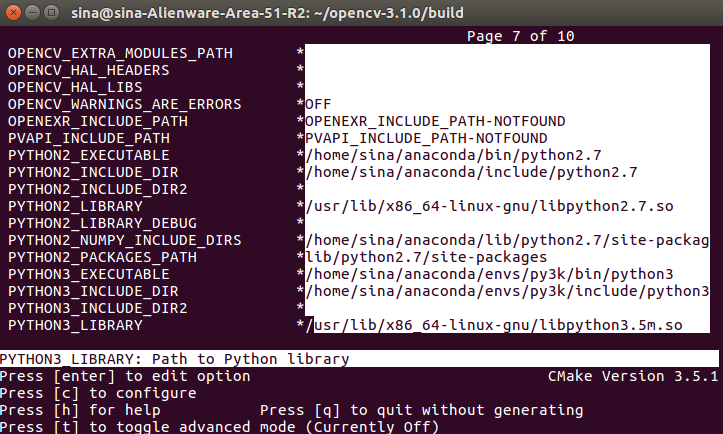 sina@sina-Alienware-Area-51-R2: ~/opencv-3.1.0/build
Page 7 of 10
OPENCV_EXTRA_MODULES_PATH *
OPENCV_HAL_HEADERS *
OPENCV_HAL_LIBS *
OPENCV_WARNINGS_ARE_ERRORS *OFF
OPENEXR_INCLUDE_PATH *OPENEXR_INCLUDE_PATH-NOTFOUND
PVAPI_INCLUDE_PATH *PVAPI_INCLUDE_PATH-NOTFOUND
PYTHON2_EXECUTABLE */home/sina/anaconda/bin/python2.7
PYTHON2_INCLUDE_DIR */home/sina/anaconda/include/python2.7
PYTHON2_INCLUDE_DIR2 *
PYTHON2_LIBRARY */usr/lib/x86_64-linux-gnu/libpython2.7.so
PYTHON2_LIBRARY_DEBUG *
PYTHON2_NUMPY_INCLUDE_DIRS */home/sina/anaconda/lib/python2.7/site-packag
PYTHON2_PACKAGES_PATH *lib/python2.7/site-packages
PYTHON3_EXECUTABLE */home/sina/anaconda/envs/py3k/bin/python3
PYTHON3_INCLUDE_DIR */home/sina/anaconda/envs/py3k/include/python3
PYTHON3_INCLUDE_DIR2 *
PYTHON3_LIBRARY */usr/lib/x86_64-linux-gnu/libpython3.5m.so
PYTHON3_LIBRARY: Path to Python library
Press [enter] to edit option CMake Version 3.5.1
Press [c] to configure
Press [h] for help Press [q] to quit without generating
Press [t] to toggle advanced mode (Currently Off)